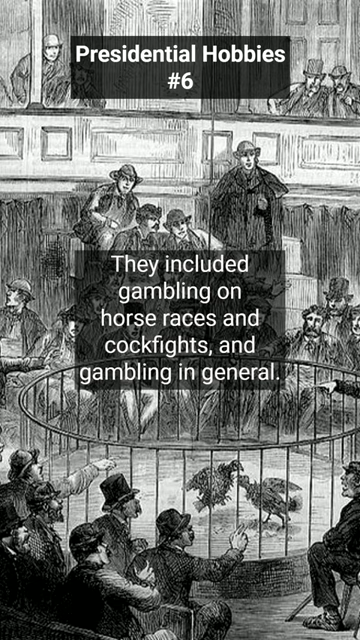 Presidential Hobbies
#6
They included
gambling on
horse races and
cockfights, and
gambling in general.